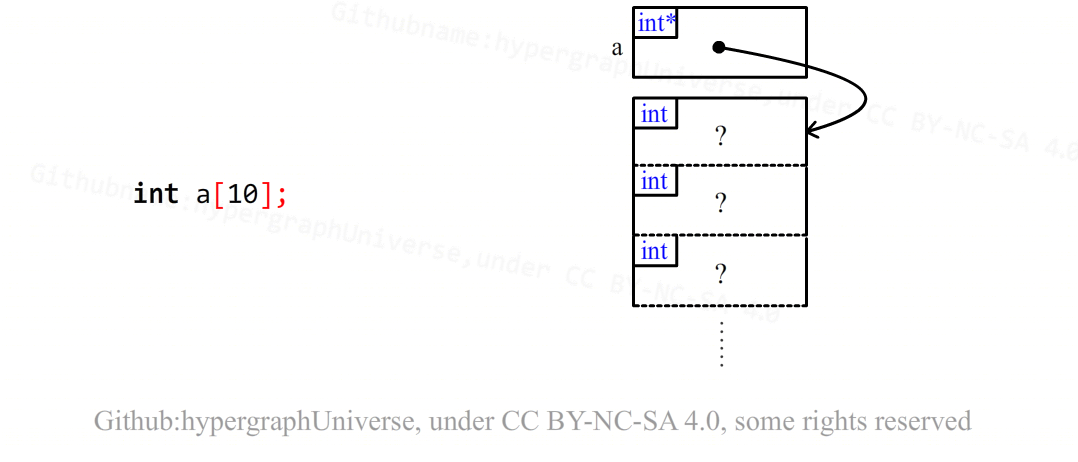 Githubname:hypergraphUniverse,under CC BY-NC-SA 4.0
int*
a
int
?
Githubname:hypergraphUniverse,under CC BY-NC-SA 4.0
int a[10];
int
?
int
?
Github:hypergraphUniverse, under CC BY-NC-SA 4.0, some rights reserved